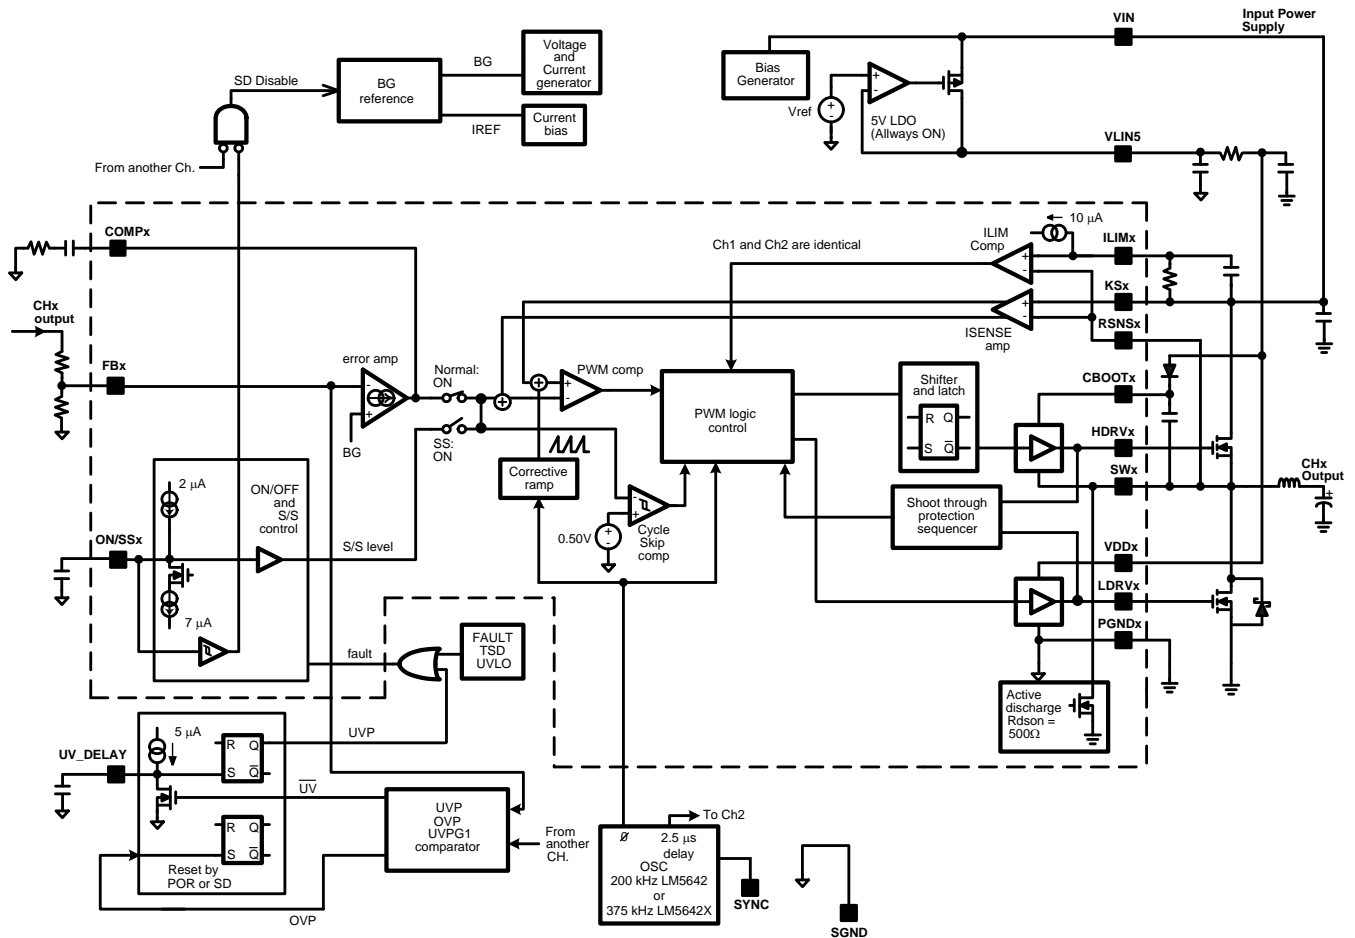 VIN
Input Power
Supply
Voltage
and
Current
generator
BG
SD Disable
BG
reference
IREF
Current
bias
Bias
Generator
+
-
Vref
+
-
5V LDO
(Allways ON)
VLIN5
From another Ch.
COMPx
Ch1 and Ch2 are identical
10 μA
ILIM
Comp
ILIMx
+
-
KSx
+
-
ISENSE
amp
RSNSx
CHx
output
FBx
error amp
-
+
BG
Normal:
ON
SS:
ON
+
+
PWM comp
+
-
PWM logic
control
Shifter
and latch
R Q
S Q̅
CBOOTx
HDRVx
SWx
CHx
Output
+
Corrective
ramp
2 μA
ON/OFF
and
S/S
control
ON/SSx
S/S level
7 μA
0.50V
+
-
-
+
Cycle
Skip
comp
Shoot through
protection
sequencer
VDDx
LDRVx
PGNDx
fault
FAULT
TSD
UVLO
Active
discharge
Rdson =
500Ω
5 μA
UV_DELAY
R Q
S Q̅
UVP
U̅V̅
R Q
S Q̅
Reset by
POR or SD
OVP
UVP
OVP
UVPG1
comparator
From
another
CH.
To Ch2
ø
2.5 μs
delay
OSC
200 kHz LM5642
or
375 kHz LM5642X
SYNC
SGND